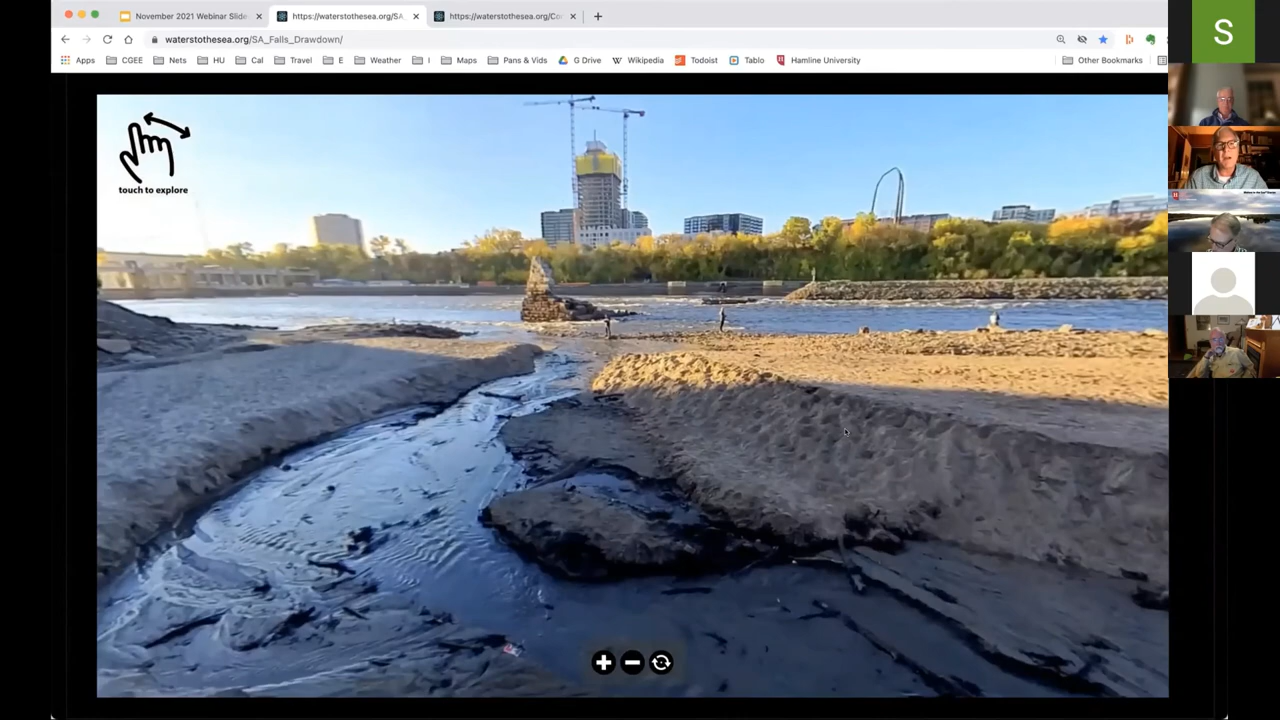 November 2021 Webinar Slide
https://waterstothesea.org/SA_
https://waterstothesea.org/Co
waterstothesea.org/SA_Falls_Drawdown/
Apps CGEE Nets HU Cal Travel E Weather I Maps Pans & Vids G Drive Wikipedia Todoist Tablo Hamline University Other Bookmarks
touch to explore
S